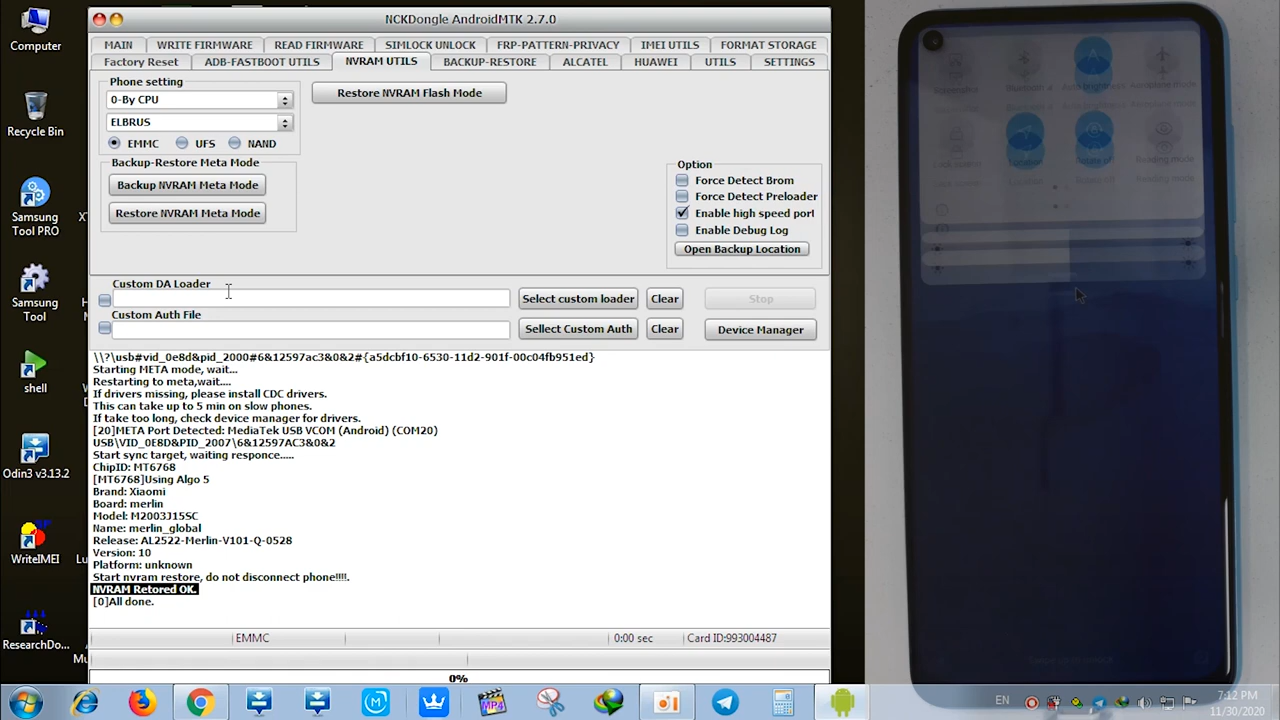 NCKDongle AndroidMTK 2.7.0
MAIN WRITE FIRMWARE READ FIRMWARE SIMLOCK UNLOCK FRP-PATTERN-PRIVACY IMEI UTILS FORMAT STORAGE
Factory Reset ADB-FASTBOOT UTILS NVRAM UTILS BACKUP-RESTORE ALCATEL HUAWEI UTILS SETTINGS
Phone setting
0-By CPU
ELBRUS
EMMC UFS NAND
Restore NVRAM Flash Mode
Backup-Restore Meta Mode
Backup NVRAM Meta Mode
Restore NVRAM Meta Mode
Option
Force Detect Brom
Force Detect Preloader
Enable high speed port
Enable Debug Log
Open Backup Location
Custom DA Loader
Select custom loader Clear Stop
Custom Auth File
Sellect Custom Auth Clear Device Manager
\\?\usb#vid_0e8d&pid_2000#6&12597ac3&0&2#{a5dcbf10-6530-11d2-901f-00c04fb951ed}
Starting META mode, wait...
Restarting to meta,wait....
If drivers missing, please install CDC drivers.
This can take up to 5 min on slow phones.
If take too long, check device manager for drivers.
[20]META Port Detected: MediaTek USB VCOM (Android) (COM20)
USB\VID_0E8D&PID_2007\6&12597AC3&0&2
Start sync target, waiting responce.....
ChipID: MT6768
[MT6768]Using Algo 5
Brand: Xiaomi
Board: merlin
Model: M2003J15SC
Name: merlin_global
Release: AL2522-Merlin-V101-Q-0528
Version: 10
Platform: unknown
Start nvram restore, do not disconnect phone!!!!.
NVRAM Retored OK.
[0]All done.
EMMC 0:00 sec Card ID:993004487
0%
Computer
Recycle Bin
Samsung
Tool PRO
Samsung
Tool
shell
Odin3 v3.13.2
WriteIMEI
ResearchDo...
Auto brightness
Aeroplane mode
Location
Rotate off
Reading mode
EN
7:12 PM
11/30/2020